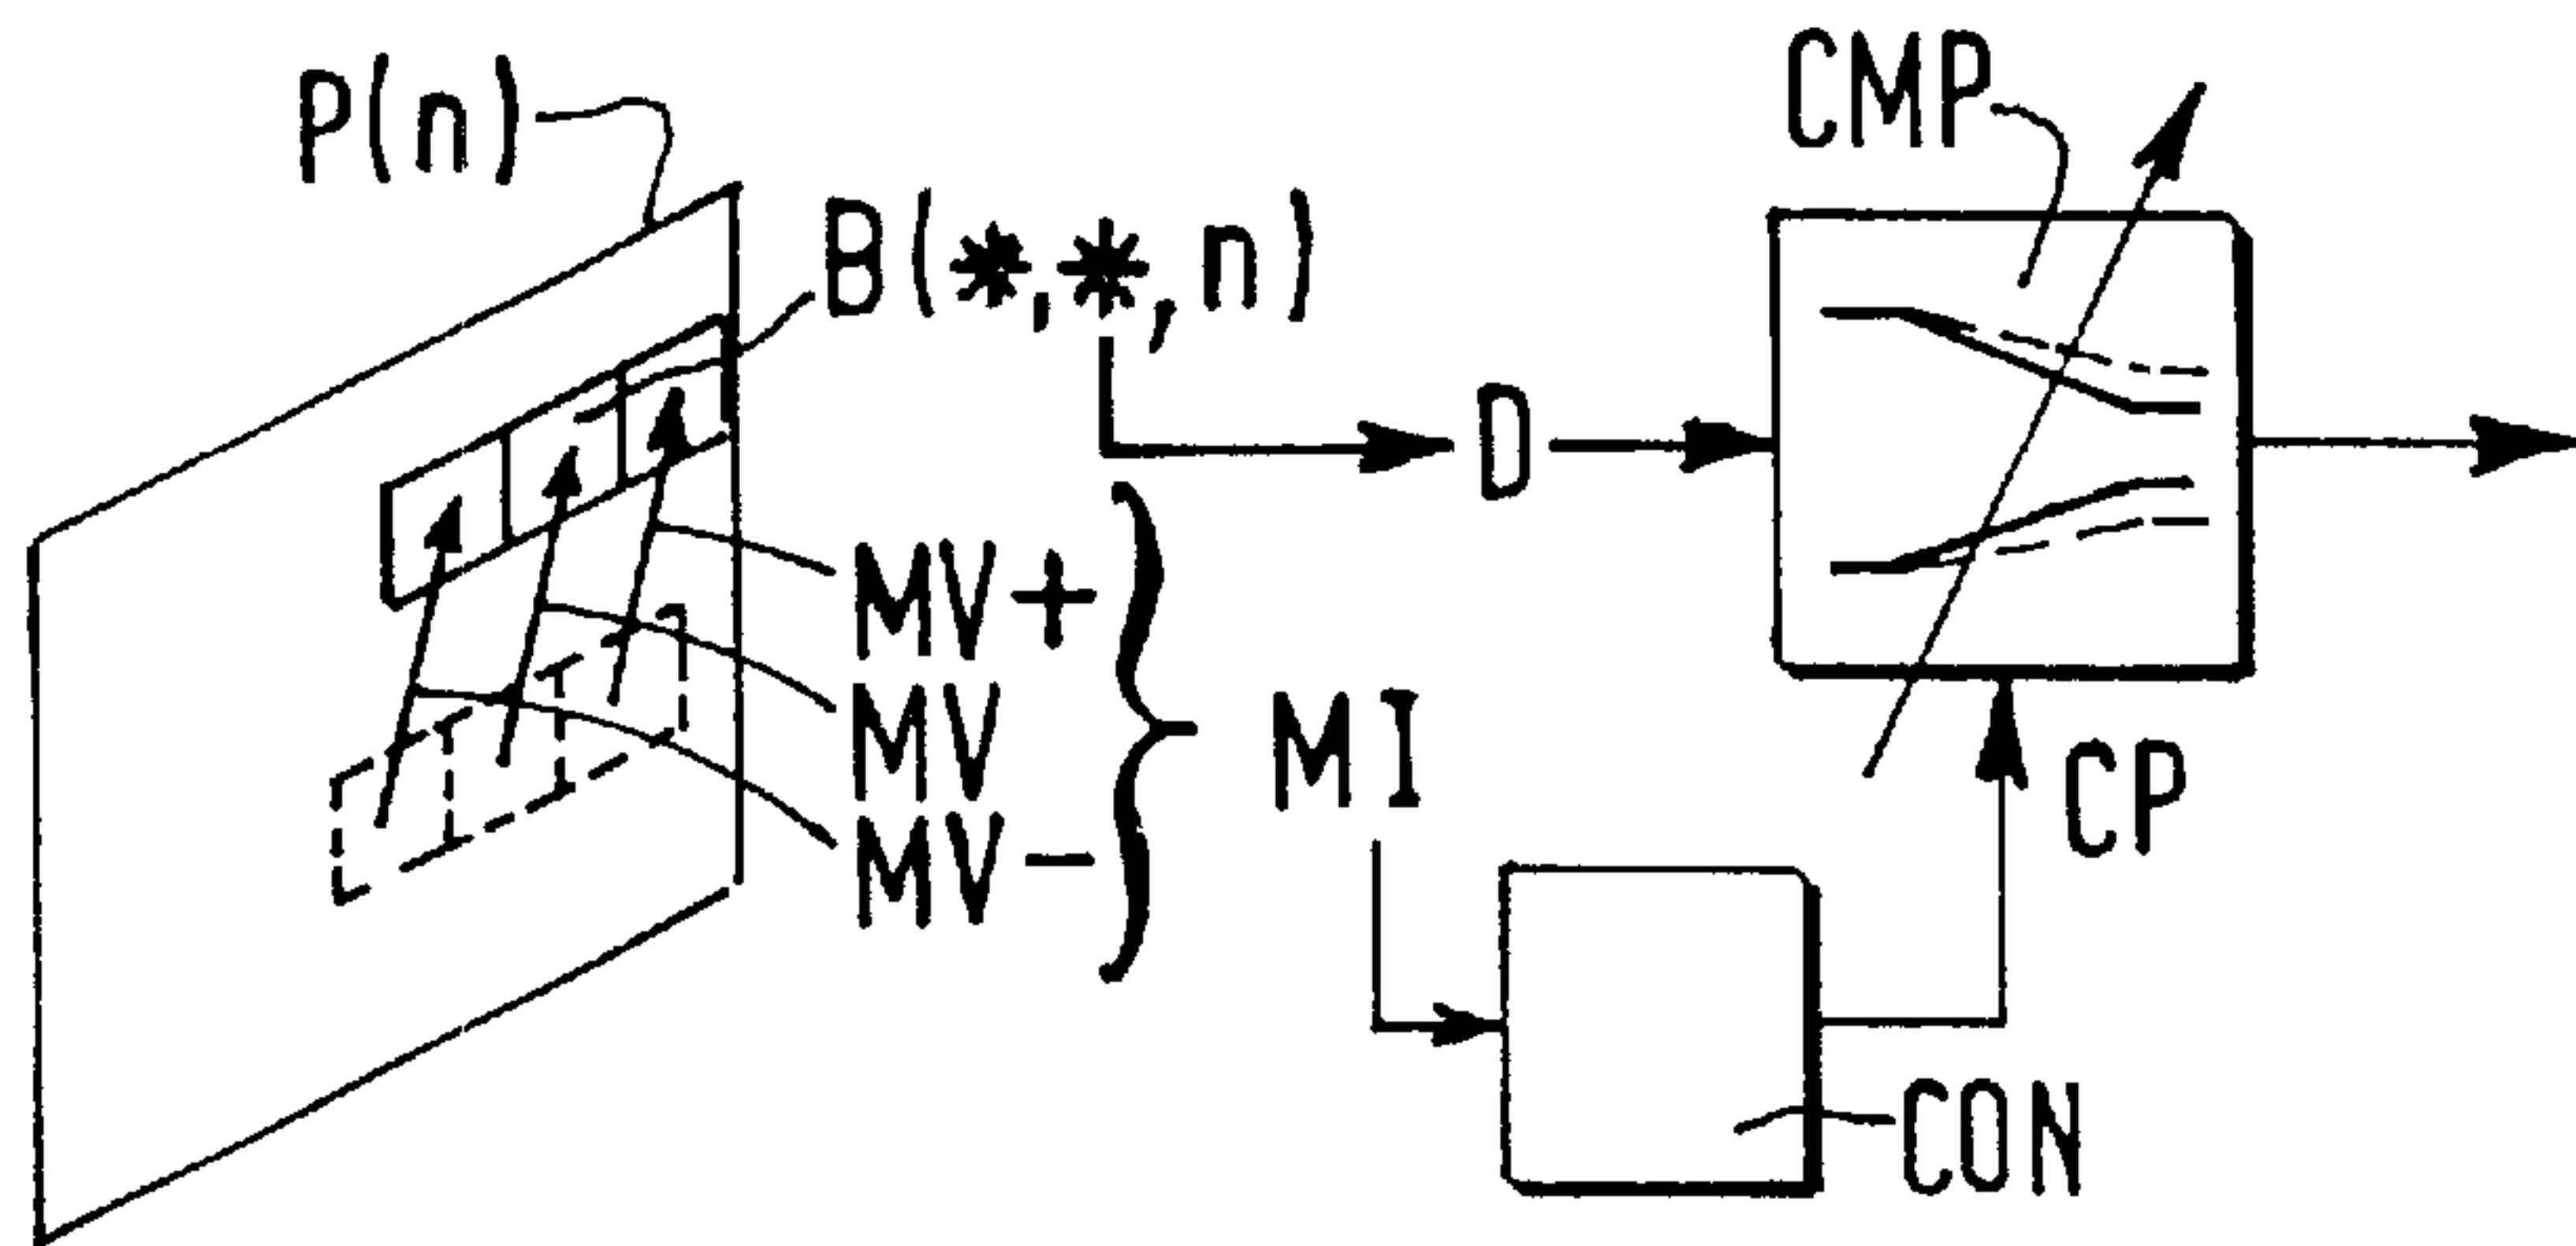 P(n)
CMP
B(*,*,n)
D
MV+
MV
MV-
MI
CP
CON